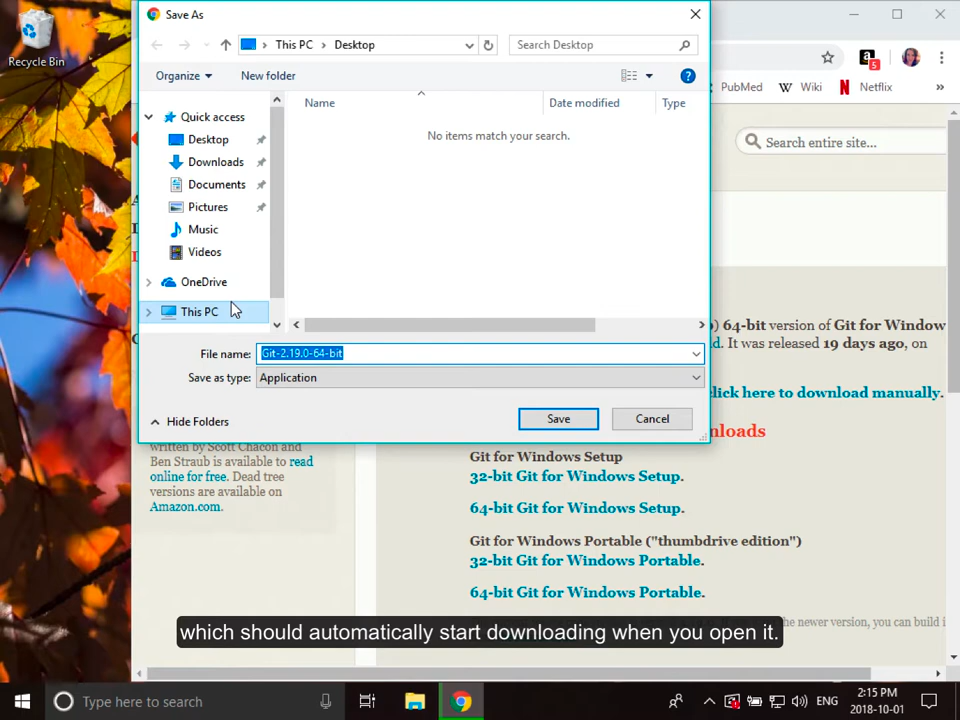 Recycle Bin
Save As
This PC
Desktop
Search Desktop
Organize
New folder
Name
Date modified
Type
No items match your search.
Quick access
Desktop
Downloads
Documents
Pictures
Music
Videos
OneDrive
This PC
File name:
Git-2.19.0-64-bit
Save as type:
Application
Hide Folders
Save
Cancel
5
PubMed
W Wiki
N Netflix
»
Search entire site...
64-bit version of Git for Window
It was released 19 days ago, on
click here to download manually.
nloads
Git for Windows Setup
32-bit Git for Windows Setup.
64-bit Git for Windows Setup.
Git for Windows Portable ("thumbdrive edition")
32-bit Git for Windows Portable.
64-bit Git for Windows Portable.
the newer version, you can build i
written by Scott Chacon and
Ben Straub is available to read
online for free. Dead tree
versions are available on
Amazon.com.
which should automatically start downloading when you open it.
Type here to search
ENG
2:15 PM
2018-10-01